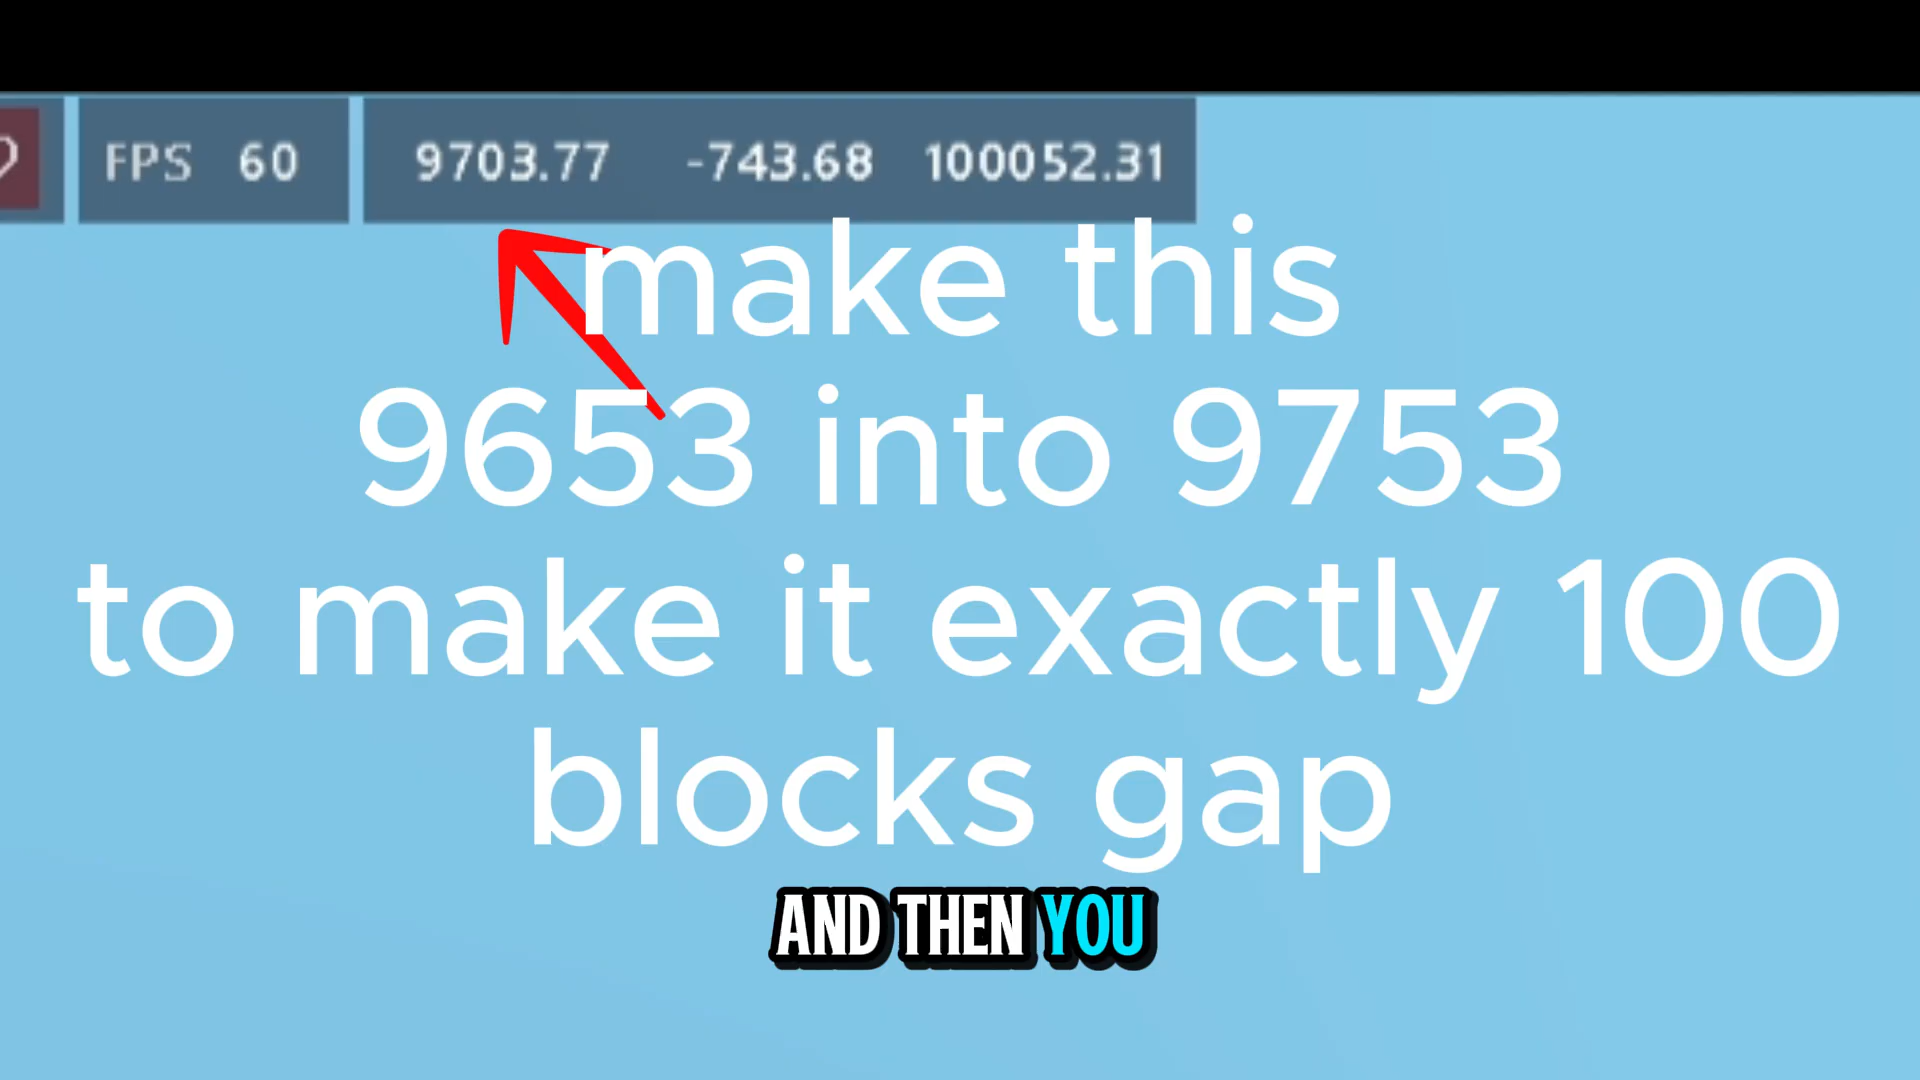 FPS 60 9703.77 -743.68 100052.31
make this
9653 into 9753
to make it exactly 100
blocks gap
AND THEN YOU